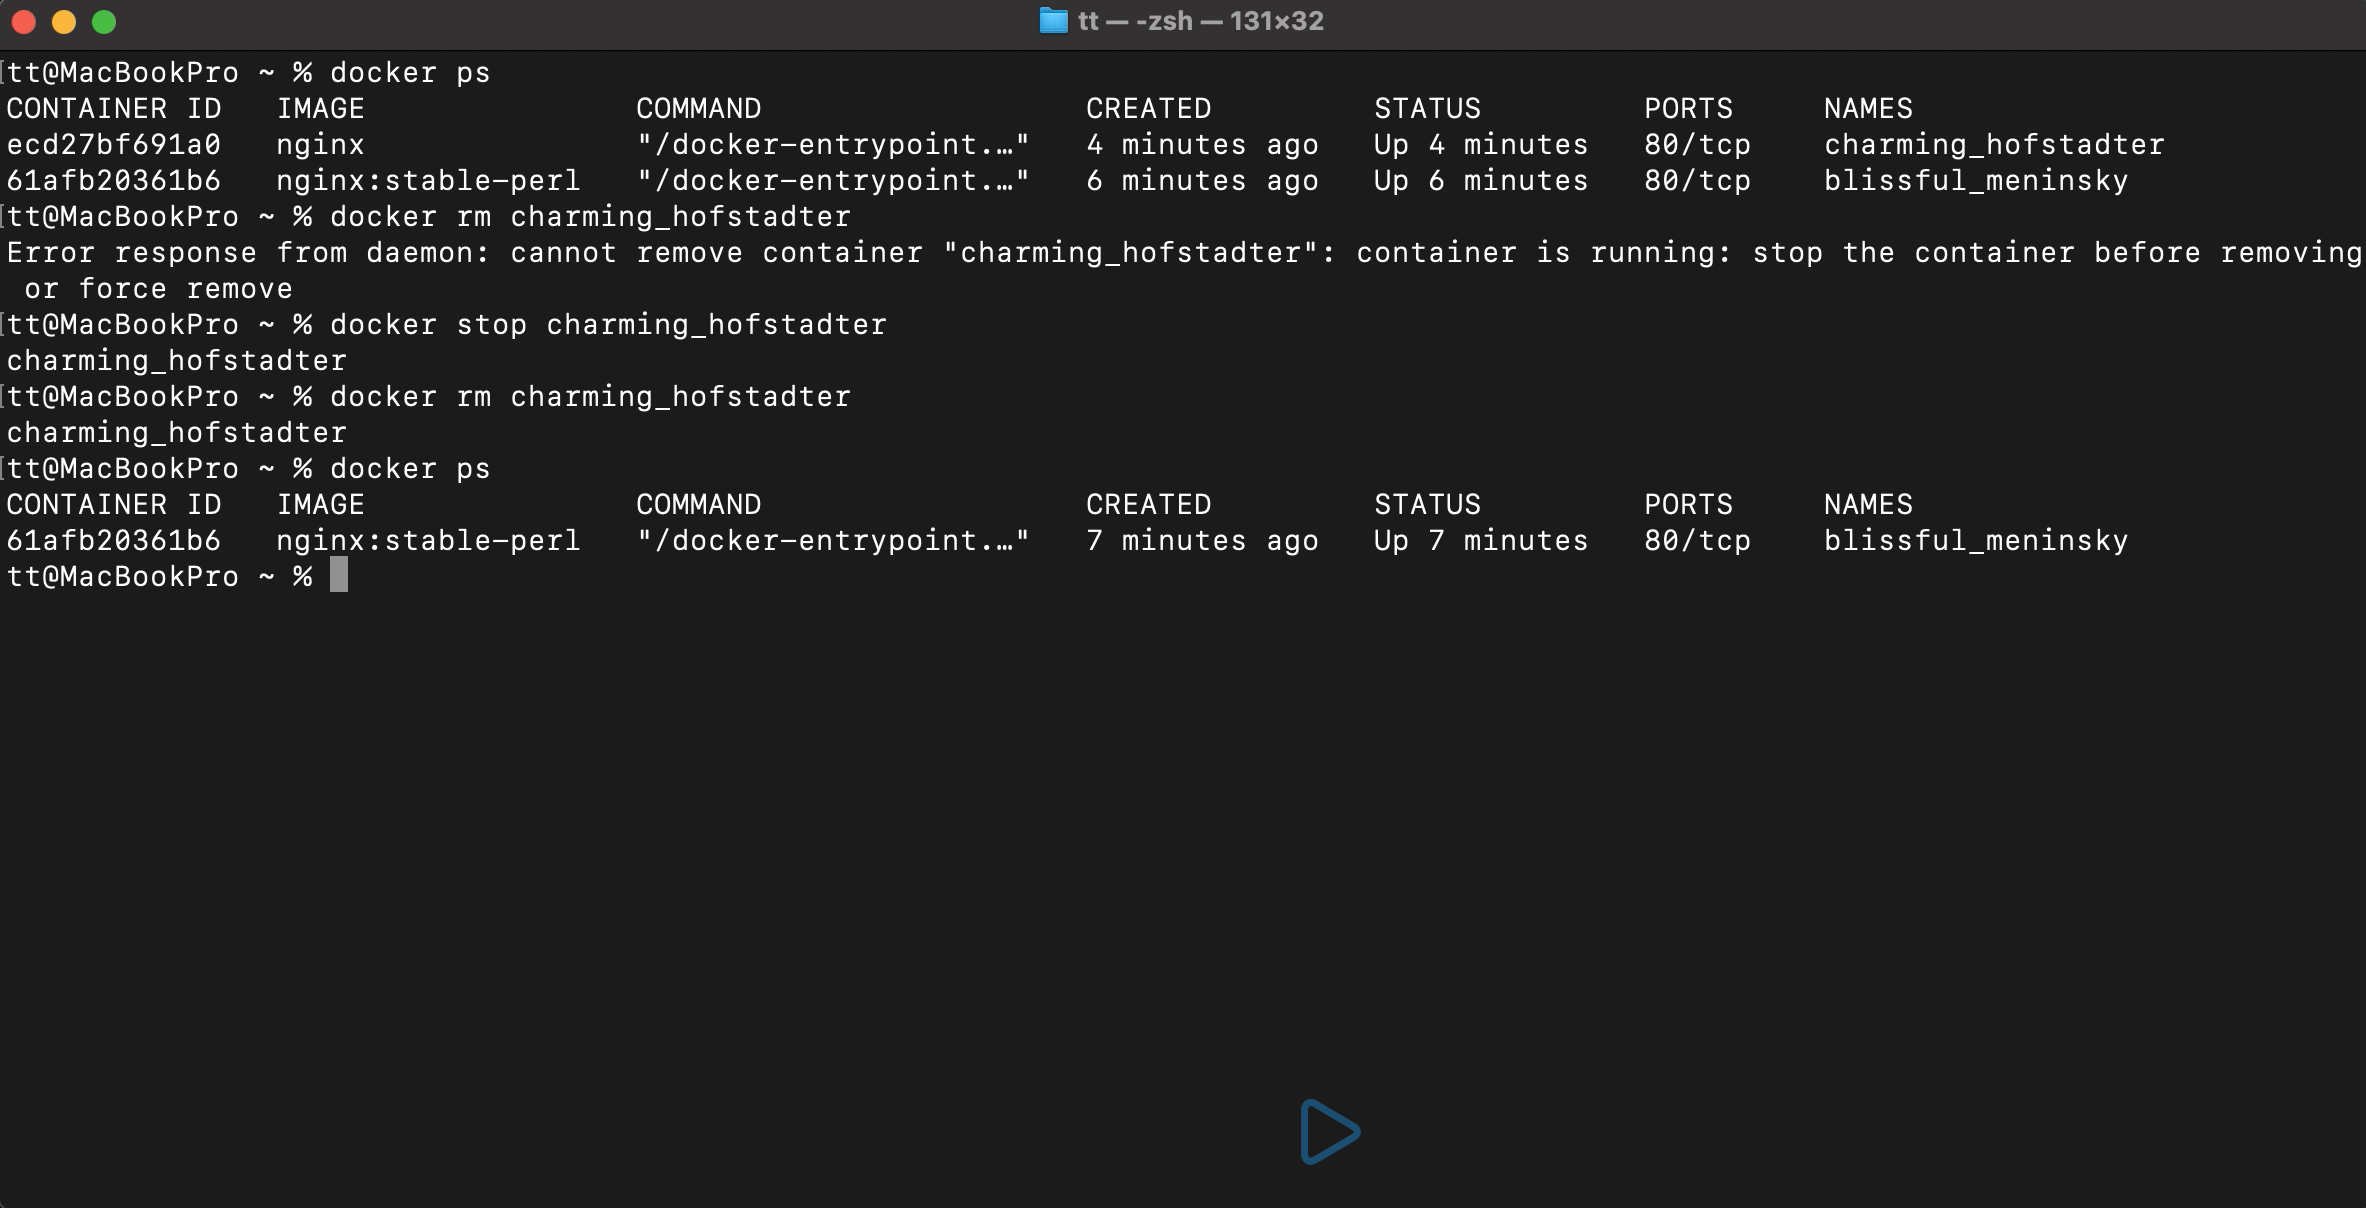 tt — -zsh — 131×32
tt@MacBookPro ~ % docker ps
CONTAINER ID   IMAGE               COMMAND                  CREATED         STATUS         PORTS     NAMES
ecd27bf691a0   nginx               "/docker-entrypoint.…"   4 minutes ago   Up 4 minutes   80/tcp    charming_hofstadter
61afb20361b6   nginx:stable-perl   "/docker-entrypoint.…"   6 minutes ago   Up 6 minutes   80/tcp    blissful_meninsky
tt@MacBookPro ~ % docker rm charming_hofstadter
Error response from daemon: cannot remove container "charming_hofstadter": container is running: stop the container before removing
 or force remove
tt@MacBookPro ~ % docker stop charming_hofstadter
charming_hofstadter
tt@MacBookPro ~ % docker rm charming_hofstadter
charming_hofstadter
tt@MacBookPro ~ % docker ps
CONTAINER ID   IMAGE               COMMAND                  CREATED         STATUS         PORTS     NAMES
61afb20361b6   nginx:stable-perl   "/docker-entrypoint.…"   7 minutes ago   Up 7 minutes   80/tcp    blissful_meninsky
tt@MacBookPro ~ %